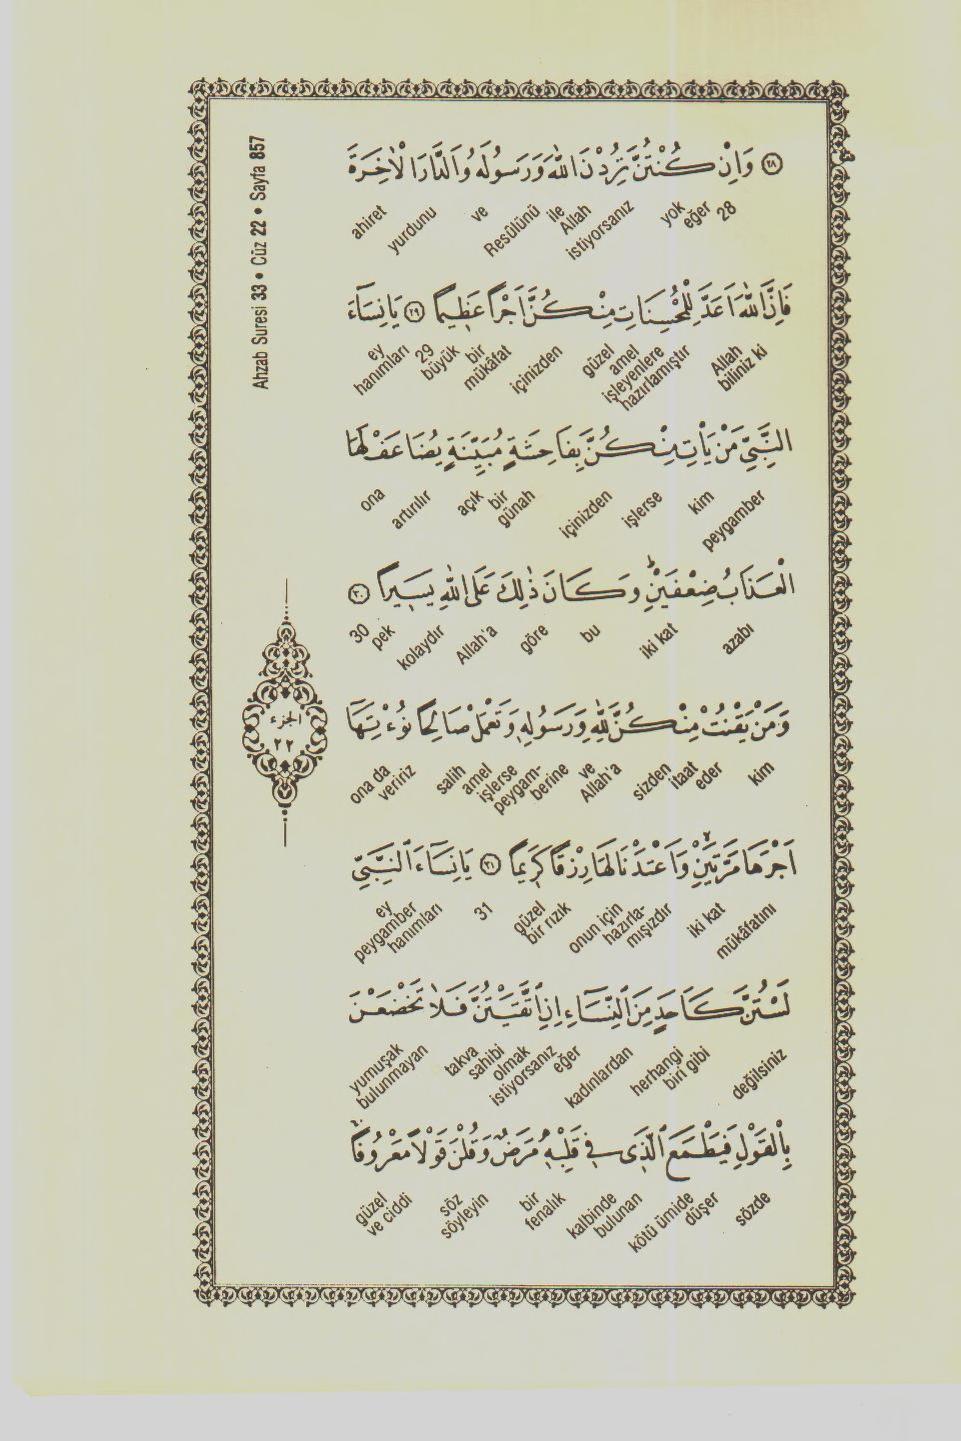 Ahzab Suresi 33 • Cüz 22 • Sayfa 857
﴿٢٨﴾ وَاِنْ كُنْتُنَّ تُرِدْنَ اللّٰهَ وَرَسُولَهُ وَالدَّارَ الْاٰخِرَةَ
28 eğer yok istiyorsanız Allah ile Resûlünü ve yurdunu ahiret
فَاِنَّ اللّٰهَ اَعَدَّ لِلْمُحْسِنَاتِ مِنْكُنَّ اَجْرًا عَظِيمًا ﴿٢٩﴾ يَا نِسَٓاءَ
biliniz ki Allah hazırlamıştır işleyenlere amel güzel içinizden mükâfat bir büyük 29 hanımları ey
النَّبِيِّ مَنْ يَأْتِ مِنْكُنَّ بِفَاحِشَةٍ مُبَيِّنَةٍ يُضَاعَفْ لَهَا
peygamber kim işlerse içinizden günah bir açık artırılır ona
الْعَذَابُ ضِعْفَيْنِ وَكَانَ ذٰلِكَ عَلَى اللّٰهِ يَسِيرًا ﴿٣٠﴾
azabı iki kat bu göre Allah'a kolaydır pek 30
الجزء
٢٢
وَمَنْ يَقْنُتْ مِنْكُنَّ لِلّٰهِ وَرَسُولِهِ وَتَعْمَلْ صَالِحًا نُؤْتِهَٓا
kim eder itaat sizden Allah'a ve berine peygam- işlerse amel salih veririz ona da
اَجْرَهَا مَرَّتَيْنِ وَاَعْتَدْنَا لَهَا رِزْقًا كَرِيمًا ﴿٣١﴾ يَا نِسَٓاءَ النَّبِيِّ
mükâfatını iki kat mışızdır hazırla- onun için bir rızık güzel 31 hanımları peygamber ey
لَسْتُنَّ كَاَحَدٍ مِنَ النِّسَٓاءِ اِنِ اتَّقَيْتُنَّ فَلَا تَخْضَعْنَ
değilsiniz biri gibi herhangi kadınlardan eğer istiyorsanız olmak sahibi takva bulunmayan yumuşak
بِالْقَوْلِ فَيَطْمَعَ الَّذِي فِي قَلْبِهِ مَرَضٌ وَقُلْنَ قَوْلًا مَعْرُوفًا
sözde düşer kötü ümide bulunan kalbinde fenalık bir söyleyin söz ve ciddi güzel